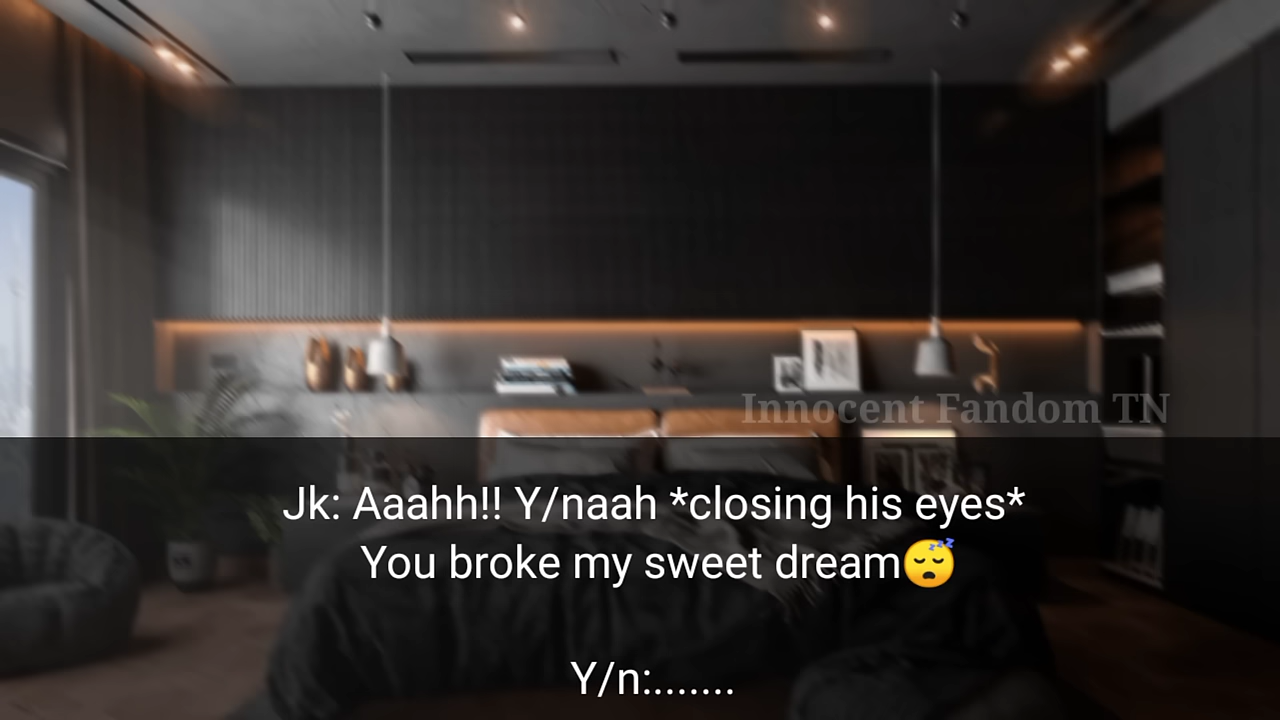 Innocent Fandom TN
Jk: Aaahh!! Y/naah *closing his eyes*
You broke my sweet dream😴
Y/n:.......